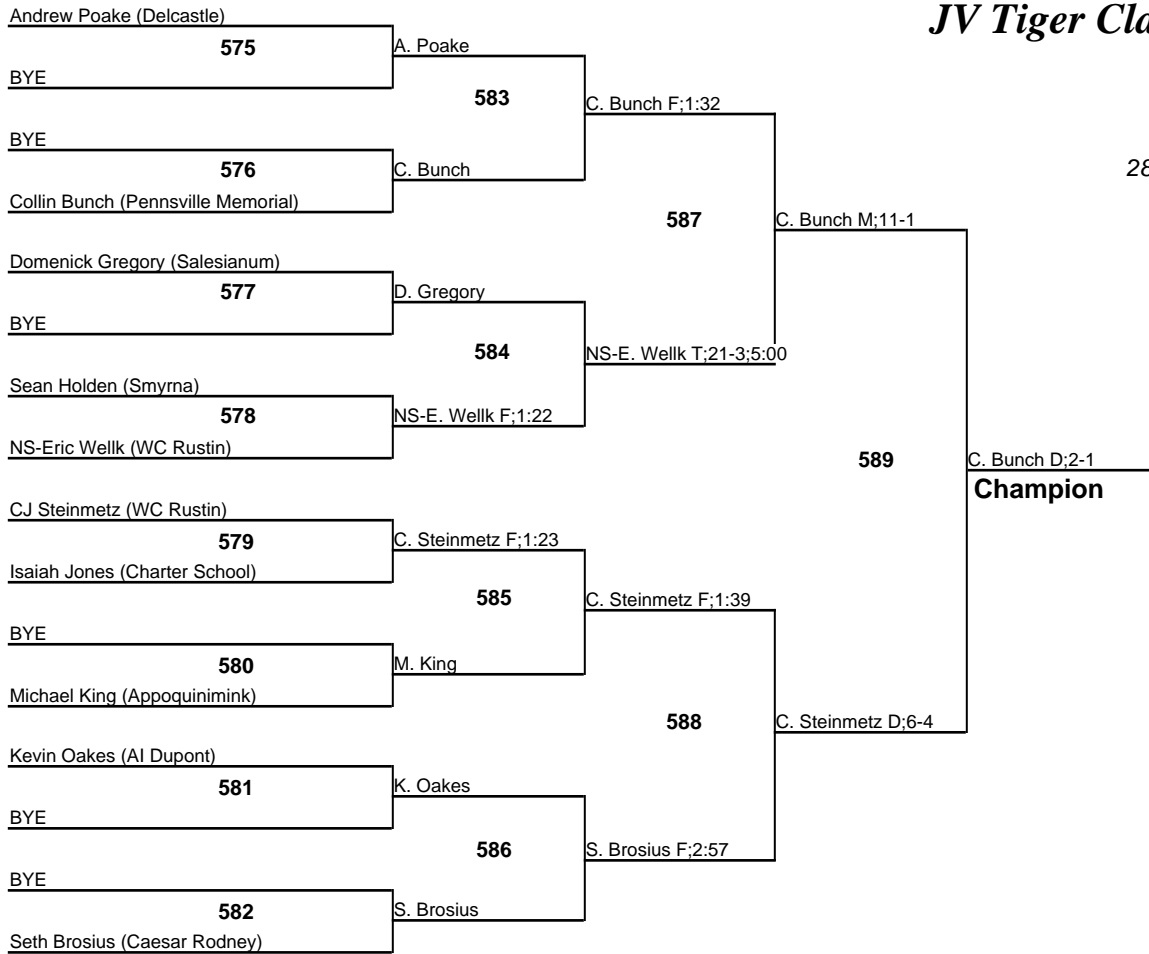 JV Tiger Cla
Andrew Poake (Delcastle)
575
A. Poake
BYE
583
C. Bunch F;1:32
BYE
576
C. Bunch
28
Collin Bunch (Pennsville Memorial)
587
C. Bunch M;11-1
Domenick Gregory (Salesianum)
577
D. Gregory
BYE
584
NS-E. Wellk T;21-3;5:00
Sean Holden (Smyrna)
578
NS-E. Wellk F;1:22
NS-Eric Wellk (WC Rustin)
589
C. Bunch D;2-1
Champion
CJ Steinmetz (WC Rustin)
579
C. Steinmetz F;1:23
Isaiah Jones (Charter School)
585
C. Steinmetz F;1:39
BYE
580
M. King
Michael King (Appoquinimink)
588
C. Steinmetz D;6-4
Kevin Oakes (AI Dupont)
581
K. Oakes
BYE
586
S. Brosius F;2:57
BYE
582
S. Brosius
Seth Brosius (Caesar Rodney)